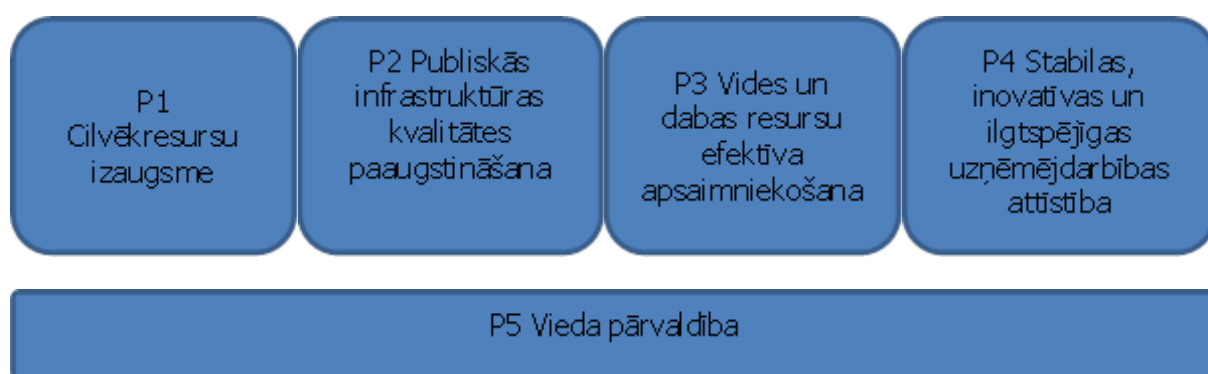 P1
Cilvēkresursu
izaugsme
P2 Publiskās
infrastruktūras
kvalitātes
paaugstināšana
P3 Vides un
dabas resursu
efektīva
apsaimniekošana
P4 Stabilas,
inovatīvas un
ilgtspējīgas
uzņēmējdarbības
attīstība
P5 Vieda pārvaldība